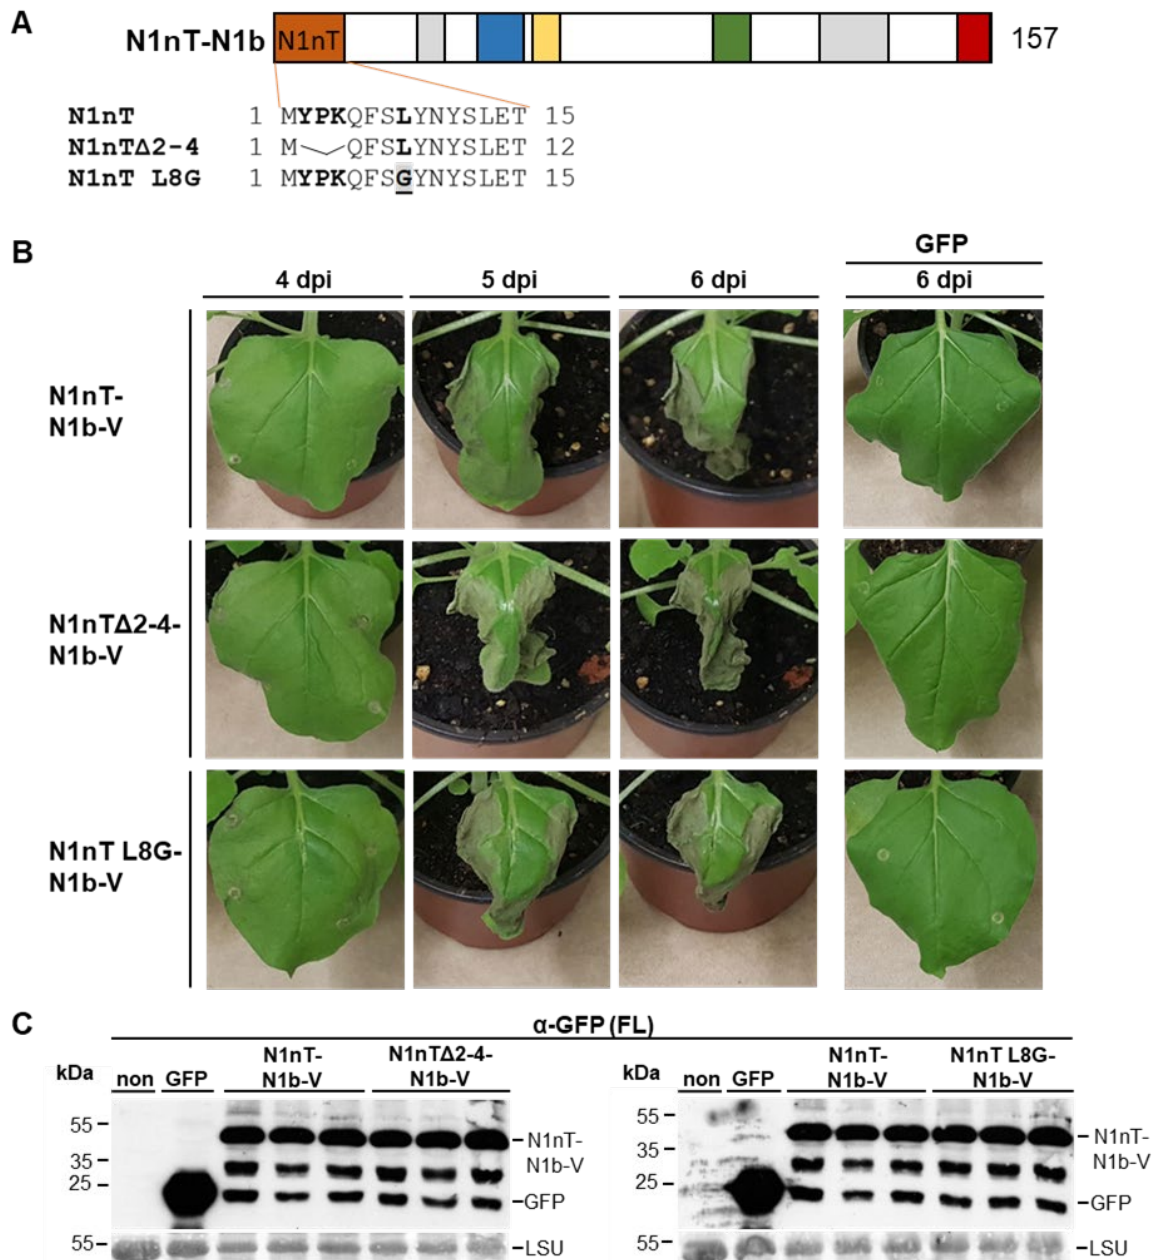 A
N1nT-N1b N1nT 157
N1nT 1 MYPKQFSLYNYSLET 15
N1nTΔ2-4 1 M QFSLYNYSLET 12
N1nT L8G 1 MYPKQFSGYNYSLET 15
B
GFP
4 dpi 5 dpi 6 dpi 6 dpi
N1nT-
N1b-V
N1nTΔ2-4-
N1b-V
N1nT L8G-
N1b-V
C
α-GFP (FL)
kDa non GFP N1nT- N1nTΔ2-4-
N1b-V N1b-V
55
35
25
N1nT-
N1b-V
GFP
55 LSU
kDa non GFP N1nT- N1nT L8G-
N1b-V N1b-V
55
35
25
N1nT-
N1b-V
GFP
55 LSU